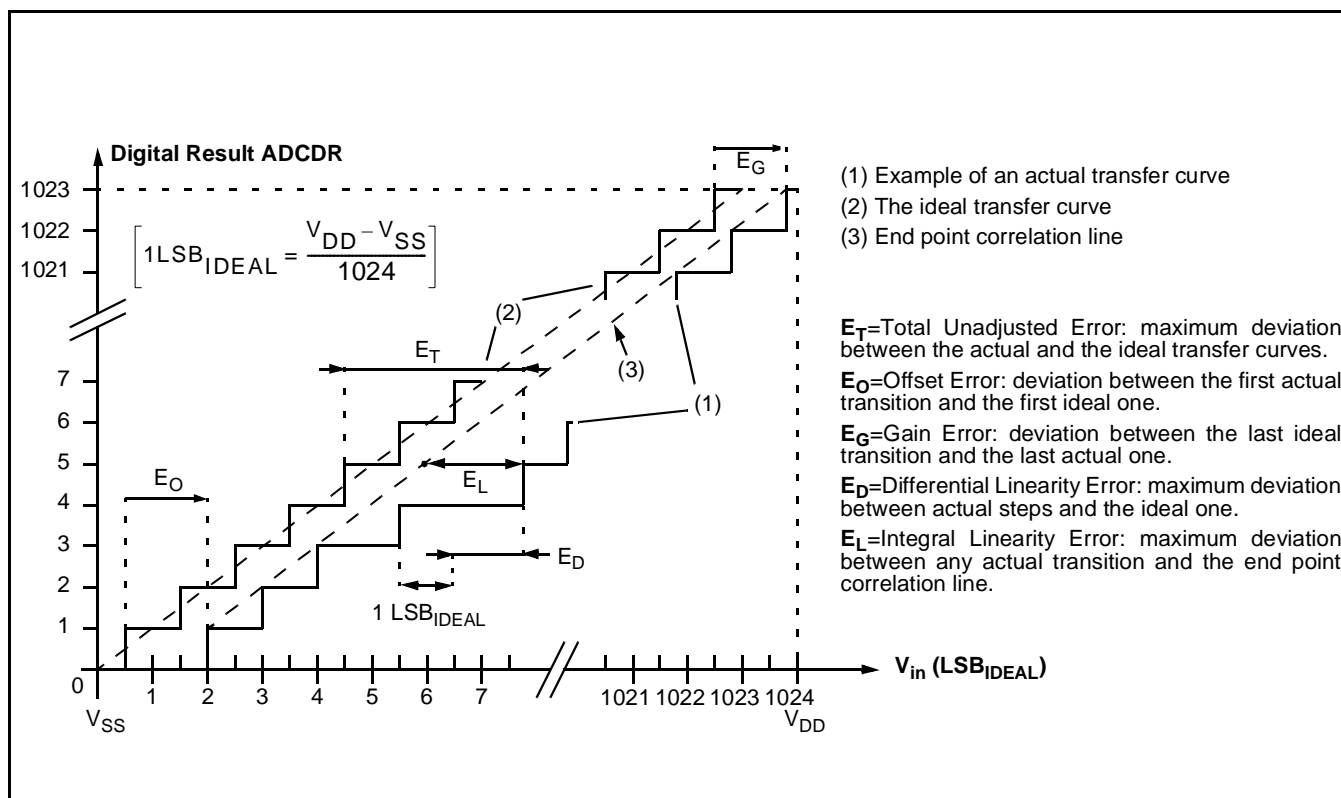 Digital Result ADCDR
E_G
1023
1022
1021
1LSB_IDEAL = (V_DD – V_SS) / 1024
(1) Example of an actual transfer curve
(2) The ideal transfer curve
(3) End point correlation line
(2)
E_T
(3)
7
(1)
6
5
E_O
E_L
4
3
E_D
2
1 LSB_IDEAL
1
E_T=Total Unadjusted Error: maximum deviation
between the actual and the ideal transfer curves.
E_O=Offset Error: deviation between the first actual
transition and the first ideal one.
E_G=Gain Error: deviation between the last ideal
transition and the last actual one.
E_D=Differential Linearity Error: maximum deviation
between actual steps and the ideal one.
E_L=Integral Linearity Error: maximum deviation
between any actual transition and the end point
correlation line.
V_in (LSB_IDEAL)
0
1 2 3 4 5 6 7 1021 1022 1023 1024
V_SS V_DD